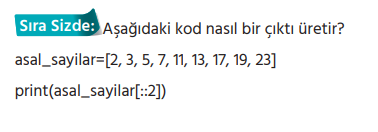 Sıra Sizde: Aşağıdaki kod nasıl bir çıktı üretir?
asal_sayilar=[2, 3, 5, 7, 11, 13, 17, 19, 23]
print(asal_sayilar[::2])